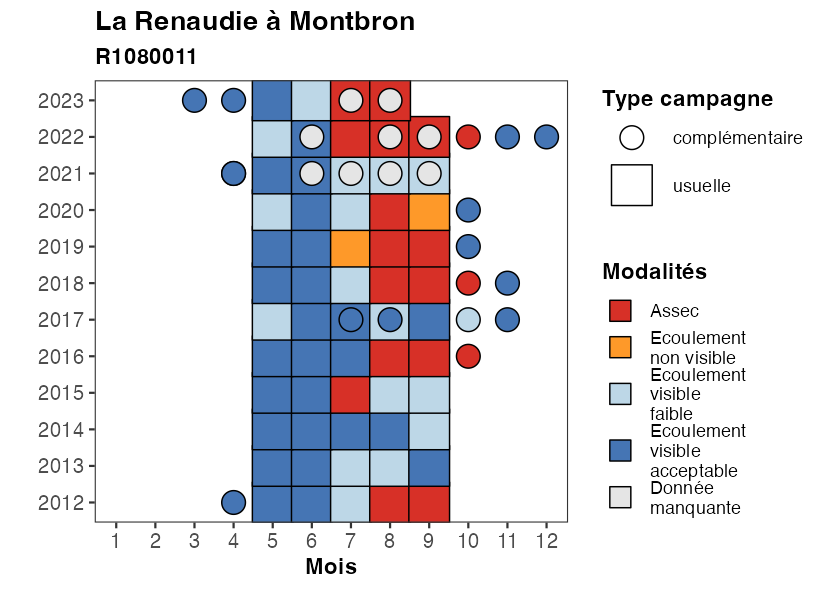 La Renaudie à Montbron
R1080011
2023
2022
2021
2020
2019
2018
2017
2016
2015
2014
2013
2012
1 2 3 4 5 6 7 8 9 10 11 12
Mois
Type campagne
complémentaire
usuelle
Modalités
Assec
Ecoulement
non visible
Ecoulement
visible
faible
Ecoulement
visible
acceptable
Donnée
manquante